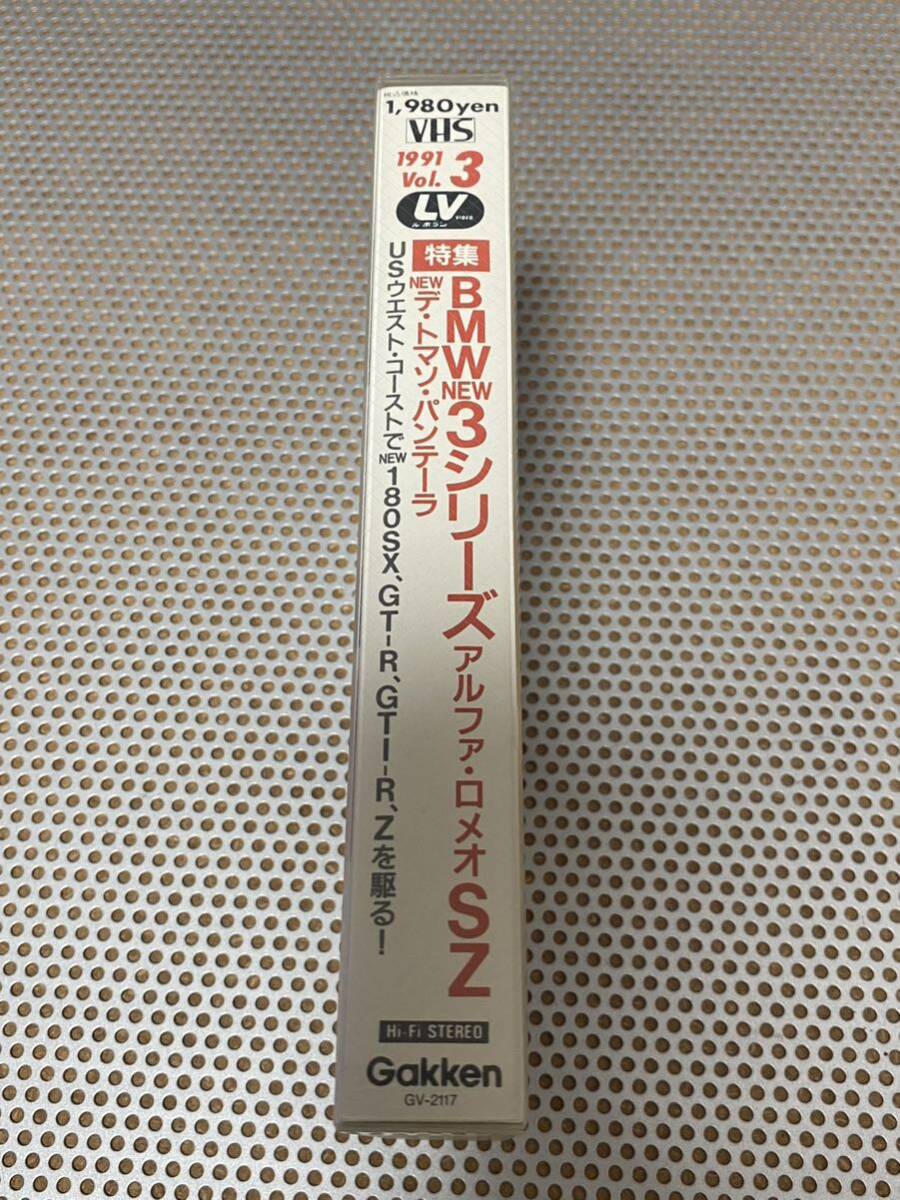 税込価格
1,980yen
VHS
1991
Vol. 3
LV VIDEO
ル ボラン
特集
BMW NEW 3シリーズ アルファ・ロメオSZ
NEW デ・トマソ・パンテーラ
USウエスト・コーストでNEW 180SX、GT-R、GTI-R、Zを駆る!
Hi-Fi STEREO
Gakken
GV-2117